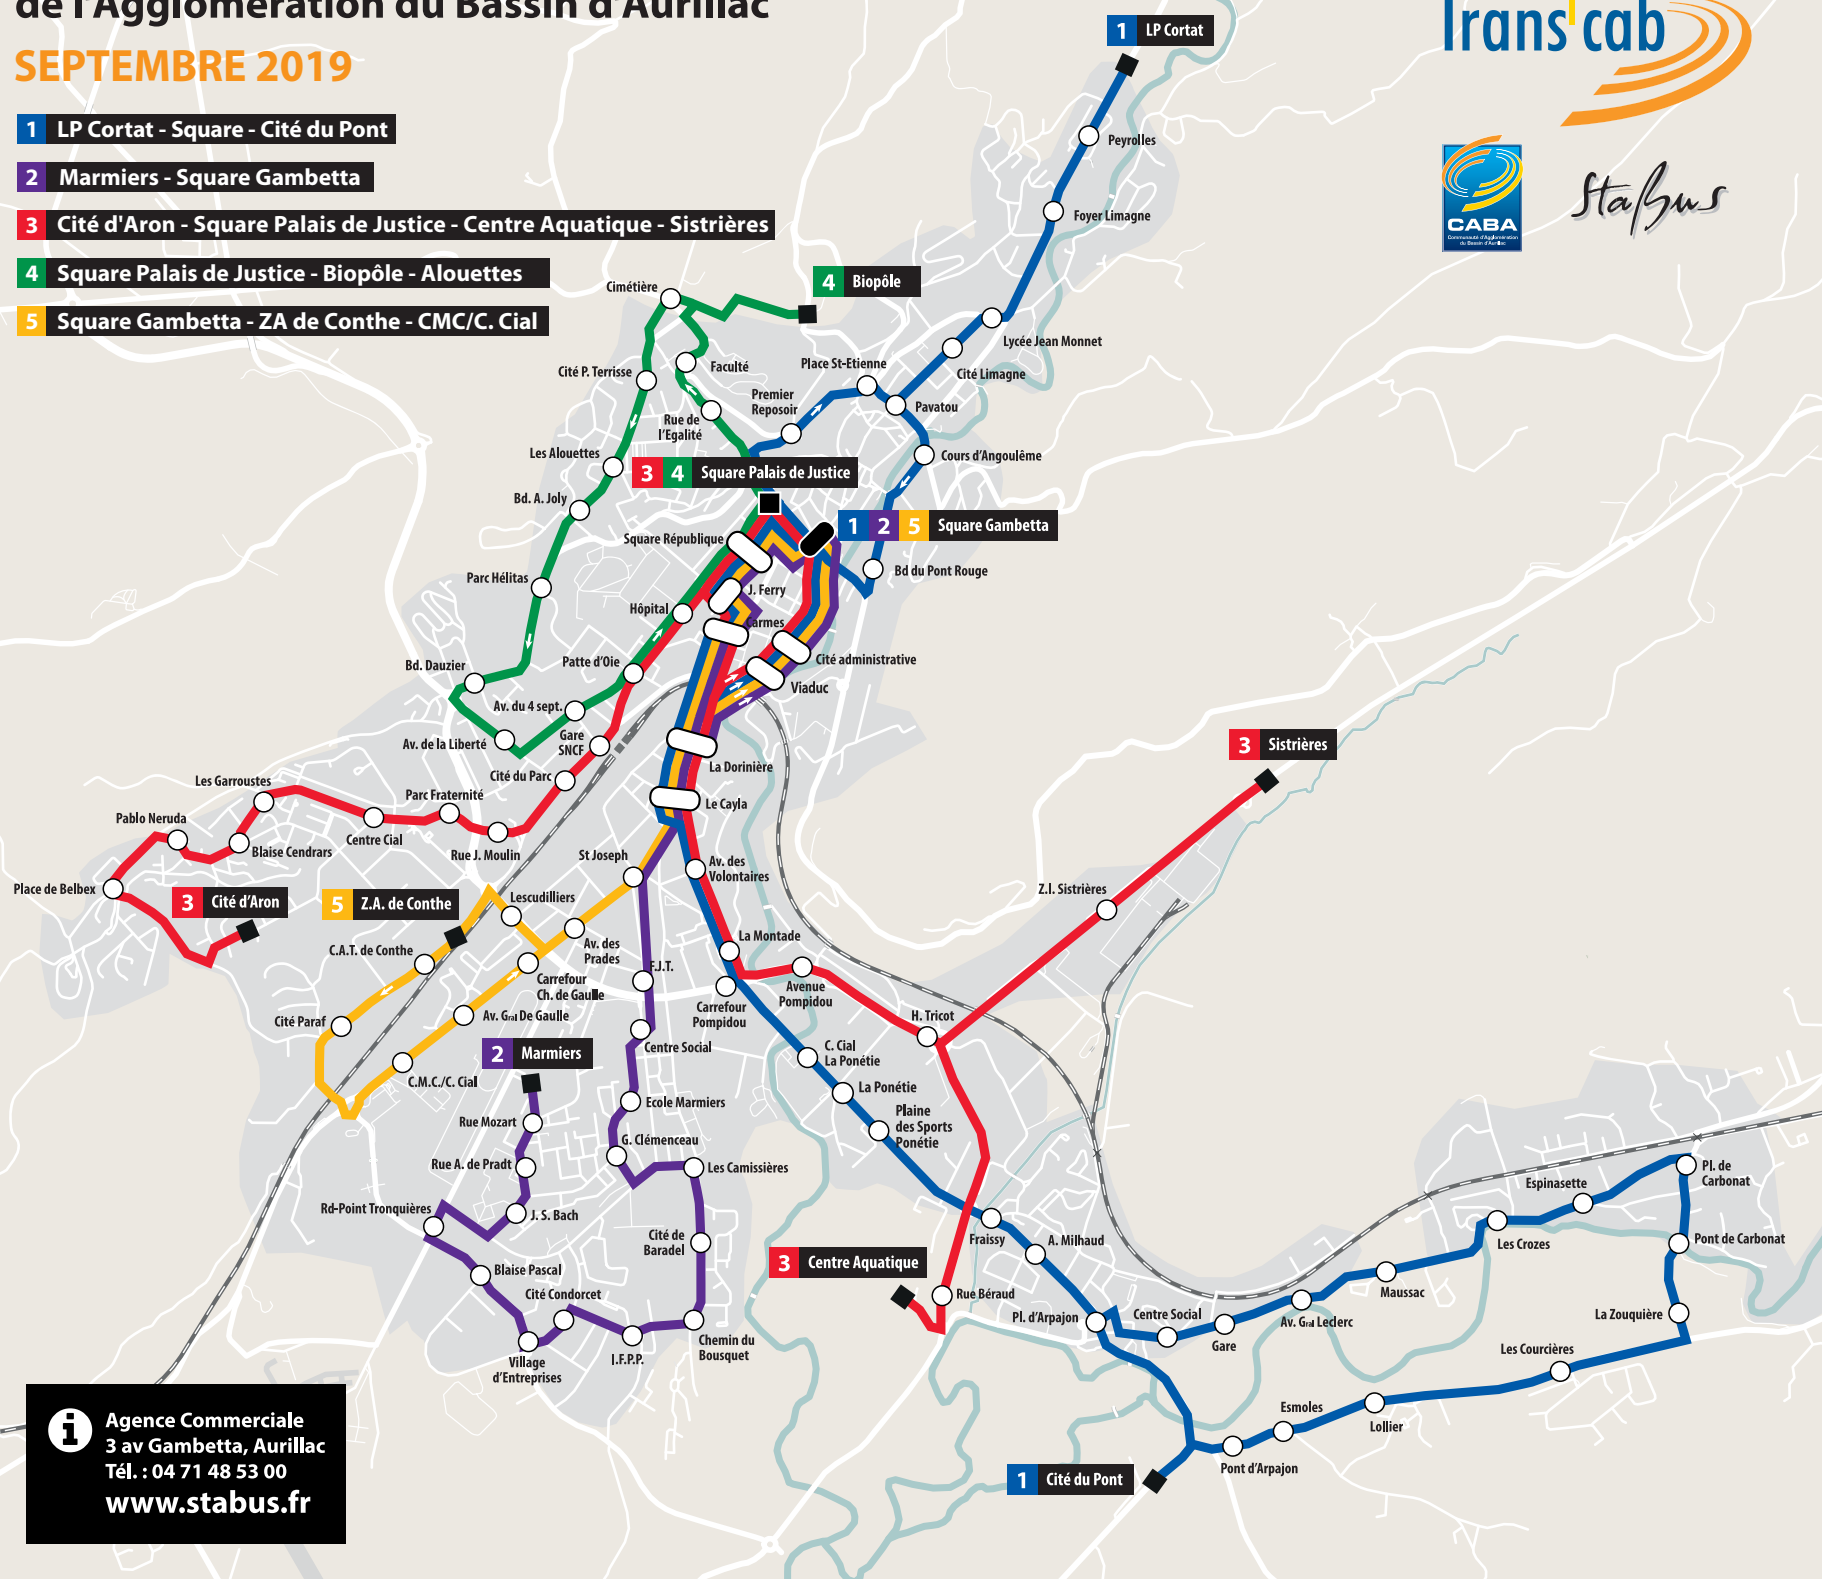 de l'Agglomération du Bassin d'Aurillac
SEPTEMBRE 2019
1 LP Cortat - Square - Cité du Pont
2 Marmiers - Square Gambetta
3 Cité d'Aron - Square Palais de Justice - Centre Aquatique - Sistrières
4 Square Palais de Justice - Biopôle - Alouettes
5 Square Gambetta - ZA de Conthe - CMC/C. Cial
Trans'cab
CABA
Communauté d'Agglomération
du Bassin d'Aurillac
StaBus
1 LP Cortat
Peyrolles
Foyer Limagne
Lycée Jean Monnet
Cité Limagne
Pavatou
Place St-Etienne
Premier
Reposoir
Cours d'Angoulême
Bd du Pont Rouge
4 Biopôle
Cimétière
Faculté
Cité P. Terrisse
Rue de
l'Egalité
Les Alouettes
Bd. A. Joly
Parc Hélitas
Bd. Dauzier
Av. de la Liberté
Av. du 4 sept.
Patte d'Oie
Hôpital
3 4 Square Palais de Justice
1 2 5 Square Gambetta
Square République
J. Ferry
Carmes
Cité administrative
Viaduc
La Dorinière
Le Cayla
Gare
SNCF
Cité du Parc
Rue J. Moulin
Parc Fraternité
Centre Cial
Les Garroustes
Blaise Cendrars
Pablo Neruda
Place de Belbex
3 Cité d'Aron
5 Z.A. de Conthe
Lescudilliers
C.A.T. de Conthe
Cité Paraf
C.M.C./C. Cial
Av. Gral De Gaulle
Carrefour
Ch. de Gaulle
Av. des
Prades
St Joseph
Av. des
Volontaires
La Montade
Carrefour
Pompidou
Avenue
Pompidou
H. Tricot
Z.I. Sistrières
3 Sistrières
F.J.T.
Centre Social
Ecole Marmiers
G. Clémenceau
Les Camissières
Cité de
Baradel
Chemin du
Bousquet
I.F.P.P.
Cité Condorcet
Village
d'Entreprises
Blaise Pascal
Rd-Point Tronquières
J. S. Bach
Rue A. de Pradt
Rue Mozart
2 Marmiers
C. Cial
La Ponétie
La Ponétie
Plaine
des Sports
Ponétie
Fraissy
A. Milhaud
3 Centre Aquatique
Rue Béraud
Pl. d'Arpajon
Centre Social
Gare
Av. Gral Leclerc
Maussac
Les Crozes
Espinasette
Pl. de
Carbonat
Pont de Carbonat
La Zouquière
Les Courcières
Lollier
Esmoles
Pont d'Arpajon
1 Cité du Pont
i
Agence Commerciale
3 av Gambetta, Aurillac
Tél. : 04 71 48 53 00
www.stabus.fr